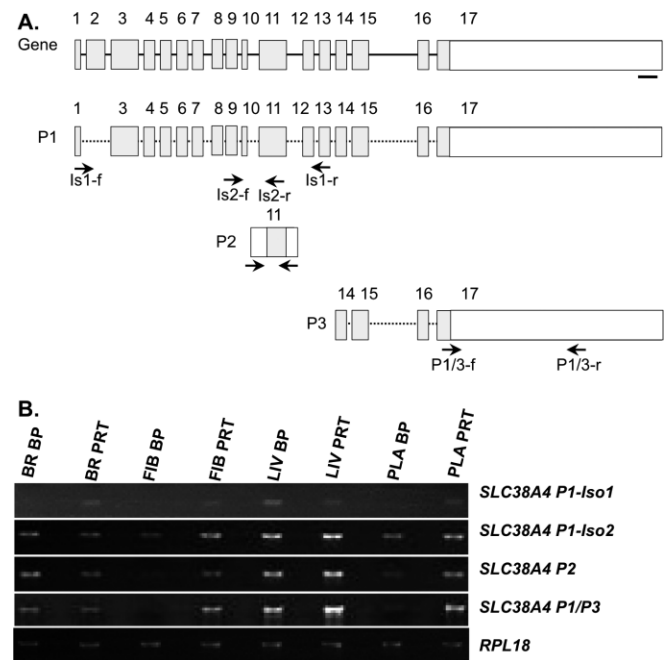 A.
1 2 3 4 5 6 7 8 9 10 11 12 13 14 15 16 17
Gene
1 3 4 5 6 7 8 9 10 11 12 13 14 15 16 17
P1
Is1-f Is2-f Is2-r Is1-r
11
P2
14 15 16 17
P3
P1/3-f P1/3-r
B.
BR BP BR PRT FIB BP FIB PRT LIV BP LIV PRT PLA BP PLA PRT
SLC38A4 P1-Iso1
SLC38A4 P1-Iso2
SLC38A4 P2
SLC38A4 P1/P3
RPL18